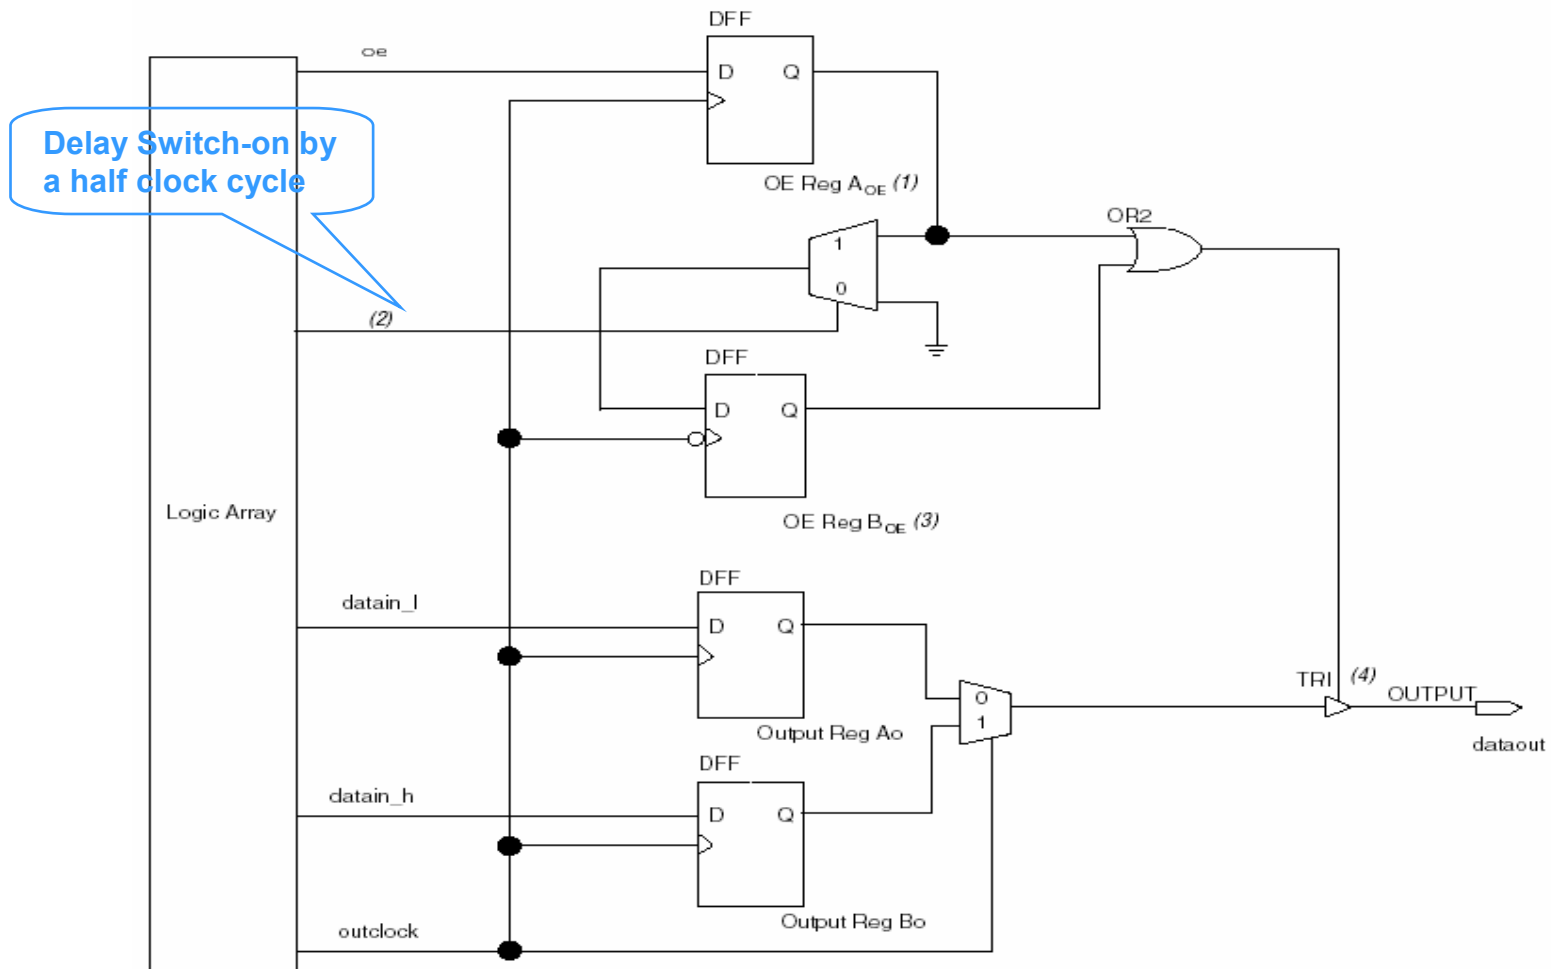 DFF
oe
D Q
Delay Switch-on by
a half clock cycle
OE Reg A_OE (1)
OR2
1
0
(2)
DFF
D Q
Logic Array
OE Reg B_OE (3)
DFF
datain_l
D Q
TRI (4)
OUTPUT
0
1
Output Reg Ao
dataout
DFF
datain_h
D Q
Output Reg Bo
outclock